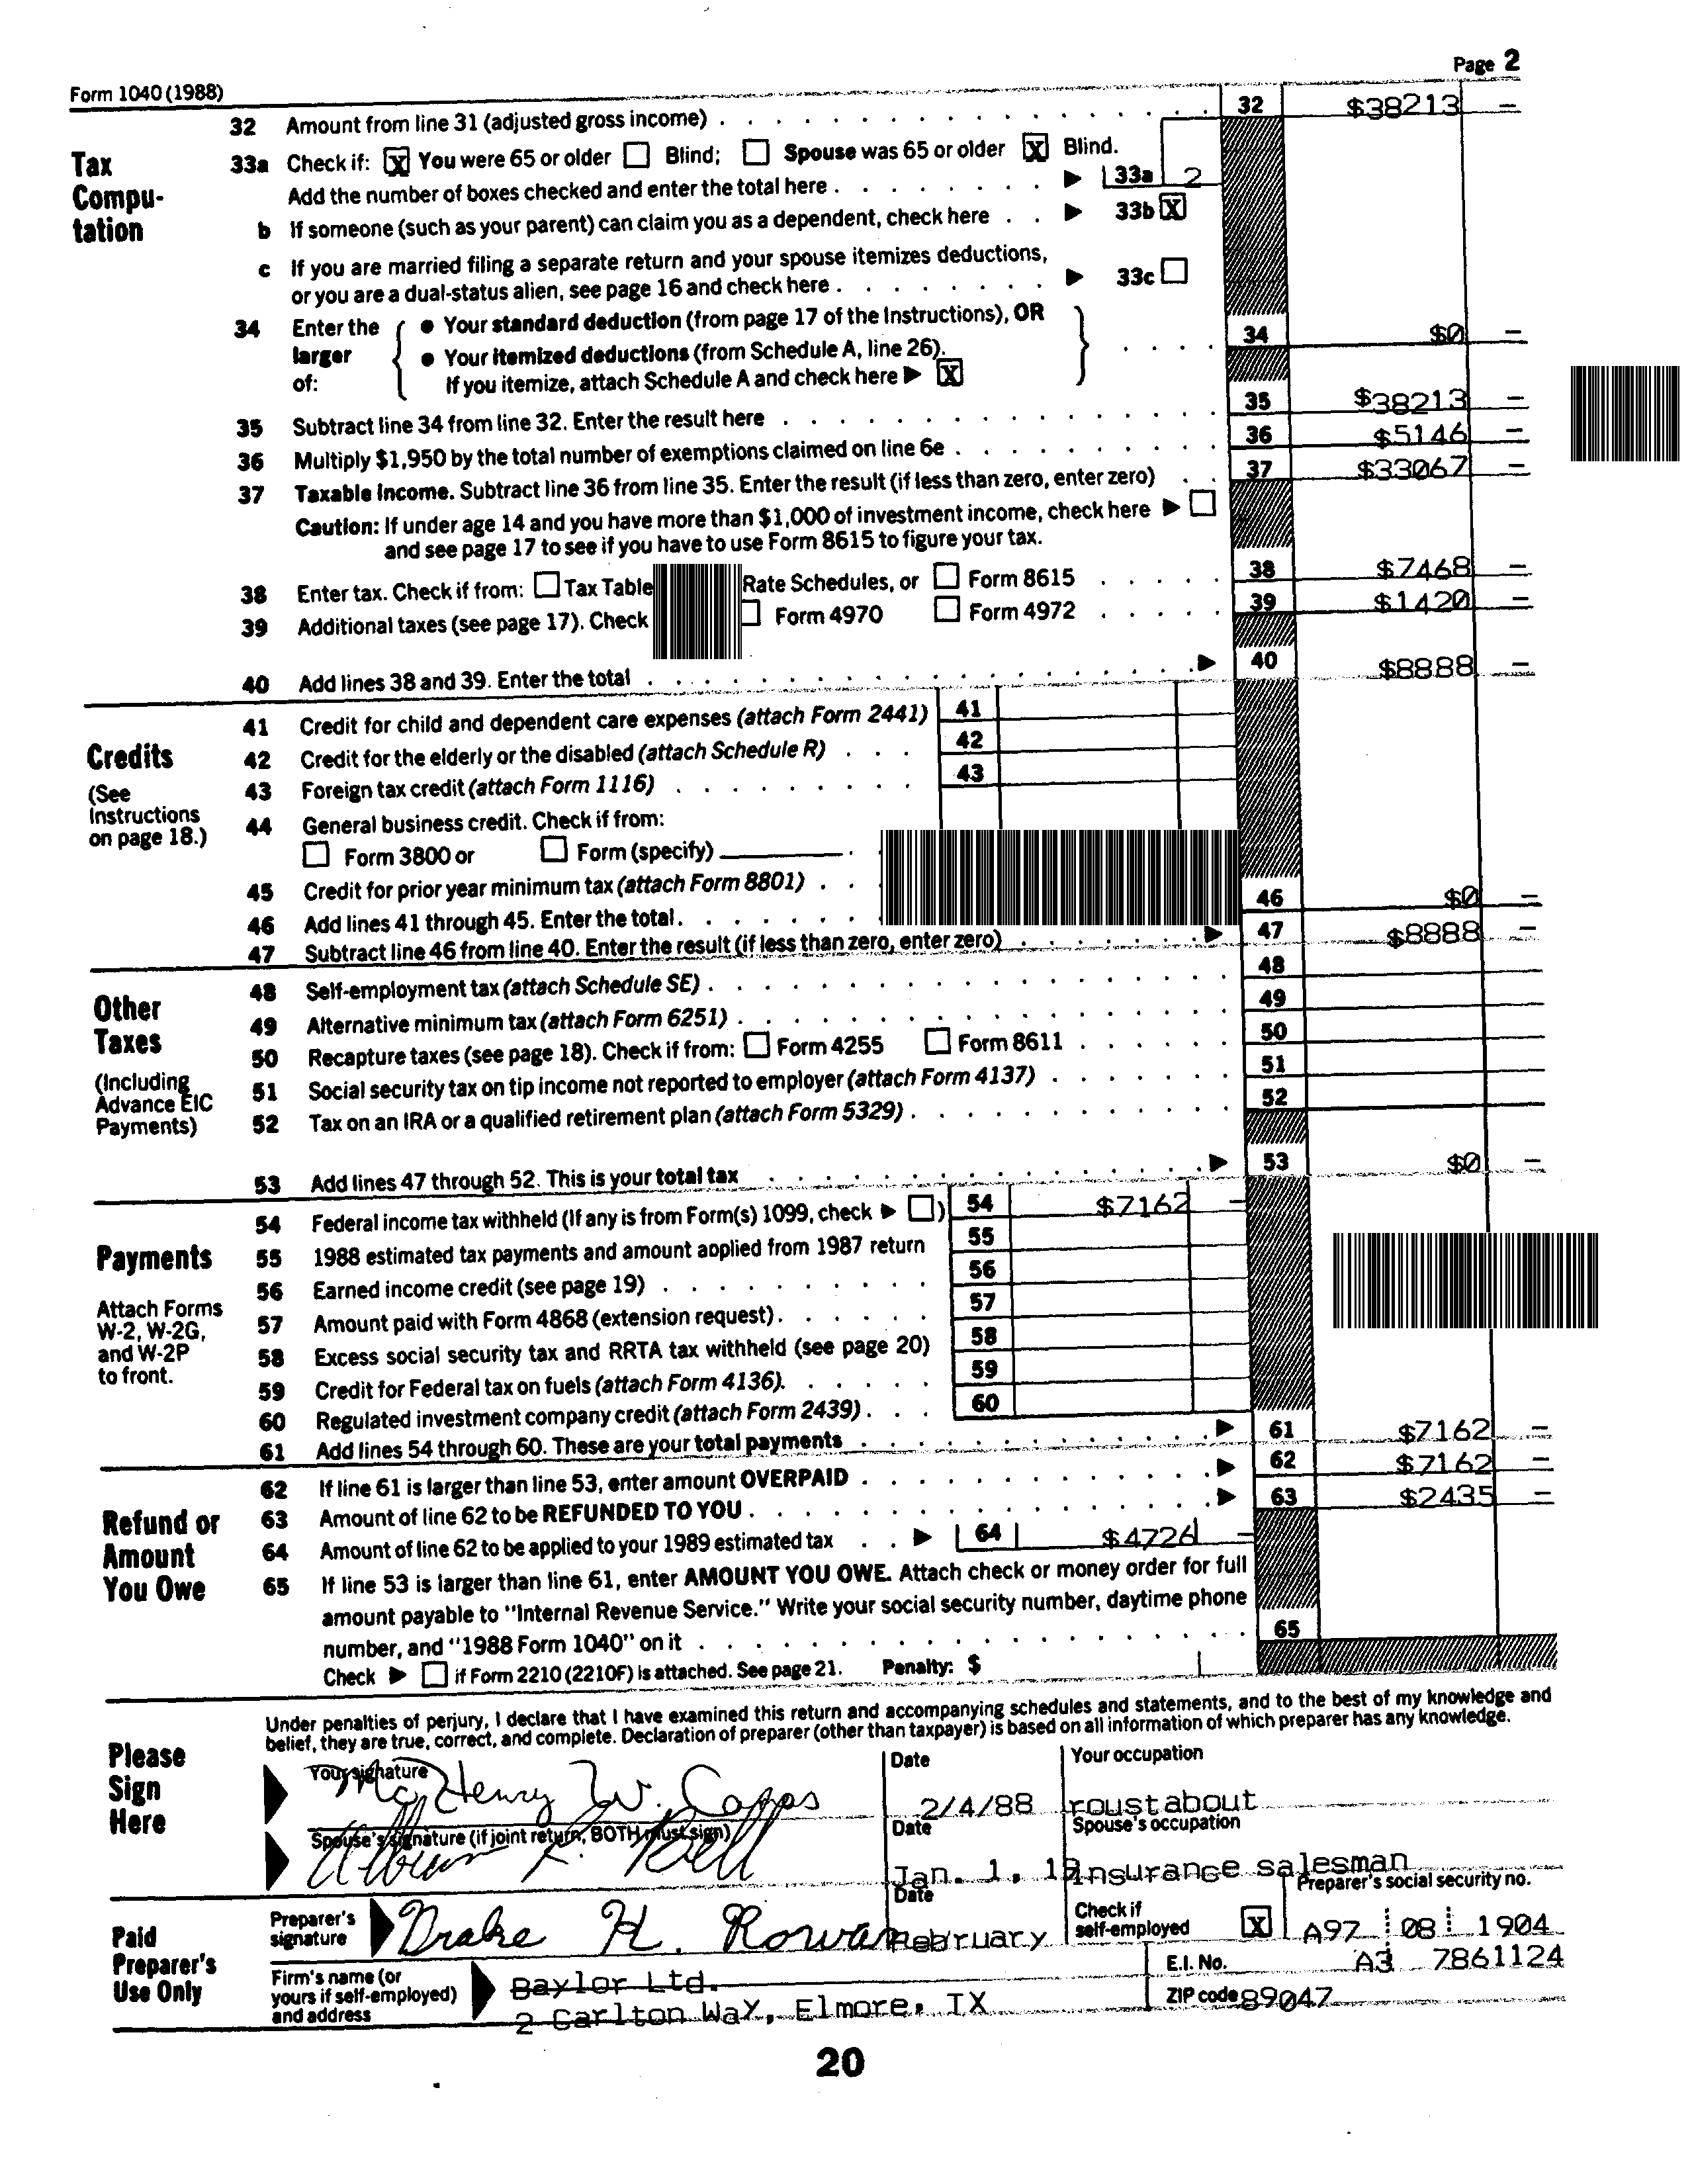 Page 2
Form 1040 (1988)
32 Amount from line 31 (adjusted gross income) . . . 32 $38213 –
Tax Compu-tation
33a Check if: [X] You were 65 or older [ ] Blind; [ ] Spouse was 65 or older [X] Blind.
Add the number of boxes checked and enter the total here . . . ▶ 33a 2
b If someone (such as your parent) can claim you as a dependent, check here . . ▶ 33b [X]
c If you are married filing a separate return and your spouse itemizes deductions,
or you are a dual-status alien, see page 16 and check here . . . ▶ 33c [ ]
34 Enter the larger of: { ● Your standard deduction (from page 17 of the Instructions), OR
● Your itemized deductions (from Schedule A, line 26). } . . . . 34 $0 –
If you itemize, attach Schedule A and check here ▶ [X]
35 Subtract line 34 from line 32. Enter the result here . . . 35 $38213 –
36 Multiply $1,950 by the total number of exemptions claimed on line 6e . . . 36 $5146 –
37 Taxable income. Subtract line 36 from line 35. Enter the result (if less than zero, enter zero) . . 37 $33067 –
Caution: If under age 14 and you have more than $1,000 of investment income, check here ▶ [ ]
and see page 17 to see if you have to use Form 8615 to figure your tax.
38 Enter tax. Check if from: [ ] Tax Table Rate Schedules, or [ ] Form 8615 . . . 38 $7468 –
39 Additional taxes (see page 17). Check [ ] Form 4970 [ ] Form 4972 . . . 39 $1420 –
40 Add lines 38 and 39. Enter the total . . . ▶ 40 $8888 –
Credits
(See Instructions on page 18.)
41 Credit for child and dependent care expenses (attach Form 2441) 41
42 Credit for the elderly or the disabled (attach Schedule R) . . . 42
43 Foreign tax credit (attach Form 1116) . . . 43
44 General business credit. Check if from:
[ ] Form 3800 or [ ] Form (specify) ______ .
45 Credit for prior year minimum tax (attach Form 8801) . .
46 Add lines 41 through 45. Enter the total . . . 46 $0 –
47 Subtract line 46 from line 40. Enter the result (if less than zero, enter zero) . . . ▶ 47 $8888 –
Other Taxes
(Including Advance EIC Payments)
48 Self-employment tax (attach Schedule SE) . . . 48
49 Alternative minimum tax (attach Form 6251) . . . 49
50 Recapture taxes (see page 18). Check if from: [ ] Form 4255 [ ] Form 8611 . . . 50
51 Social security tax on tip income not reported to employer (attach Form 4137) . . . 51
52 Tax on an IRA or a qualified retirement plan (attach Form 5329) . . . 52
53 Add lines 47 through 52. This is your total tax . . . ▶ 53 $0 –
Payments
Attach Forms W-2, W-2G, and W-2P to front.
54 Federal income tax withheld (If any is from Form(s) 1099, check ▶ [ ]) 54 $7162 –
55 1988 estimated tax payments and amount applied from 1987 return 55
56 Earned income credit (see page 19) . . . 56
57 Amount paid with Form 4868 (extension request) . . . 57
58 Excess social security tax and RRTA tax withheld (see page 20) 58
59 Credit for Federal tax on fuels (attach Form 4136). . . . 59
60 Regulated investment company credit (attach Form 2439) . . . 60
61 Add lines 54 through 60. These are your total payments . . . ▶ 61 $7162 –
Refund or Amount You Owe
62 If line 61 is larger than line 53, enter amount OVERPAID . . . ▶ 62 $7162 –
63 Amount of line 62 to be REFUNDED TO YOU . . . ▶ 63 $2435 –
64 Amount of line 62 to be applied to your 1989 estimated tax . . ▶ 64 $4726 –
65 If line 53 is larger than line 61, enter AMOUNT YOU OWE. Attach check or money order for full
amount payable to "Internal Revenue Service." Write your social security number, daytime phone
number, and "1988 Form 1040" on it . . . 65
Check ▶ [ ] if Form 2210 (2210F) is attached. See page 21. Penalty: $
Please Sign Here
Under penalties of perjury, I declare that I have examined this return and accompanying schedules and statements, and to the best of my knowledge and
belief, they are true, correct, and complete. Declaration of preparer (other than taxpayer) is based on all information of which preparer has any knowledge.
Your signature Date Your occupation
McHenry W. Capps 2/4/88 roustabout
Spouse's signature (if joint return, BOTH must sign) Date Spouse's occupation
K. Bell Jan. 1, 19 insurance salesman
Paid Preparer's Use Only
Preparer's signature Date Check if self-employed [X] Preparer's social security no.
Drake H. Rowan February A97 08 1904
Firm's name (or yours if self-employed) and address
Baylor Ltd. E.I. No. A3 7861124
2 Carlton Way, Elmore, TX ZIP code 89047
20